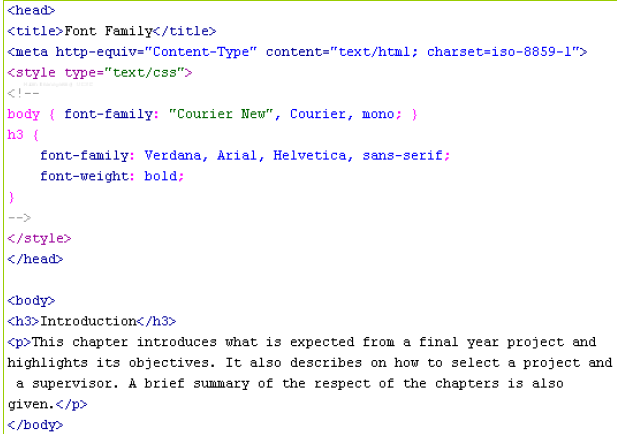 <head>
<title>Font Family</title>
<meta http-equiv="Content-Type" content="text/html; charset=iso-8859-1">
<style type="text/css">
<!--
body { font-family: "Courier New", Courier, mono; }
h3 {
    font-family: Verdana, Arial, Helvetica, sans-serif;
    font-weight: bold;
}
-->
</style>
</head>

<body>
<h3>Introduction</h3>
<p>This chapter introduces what is expected from a final year project and
highlights its objectives. It also describes on how to select a project and
 a supervisor. A brief summary of the respect of the chapters is also
given.</p>
</body>